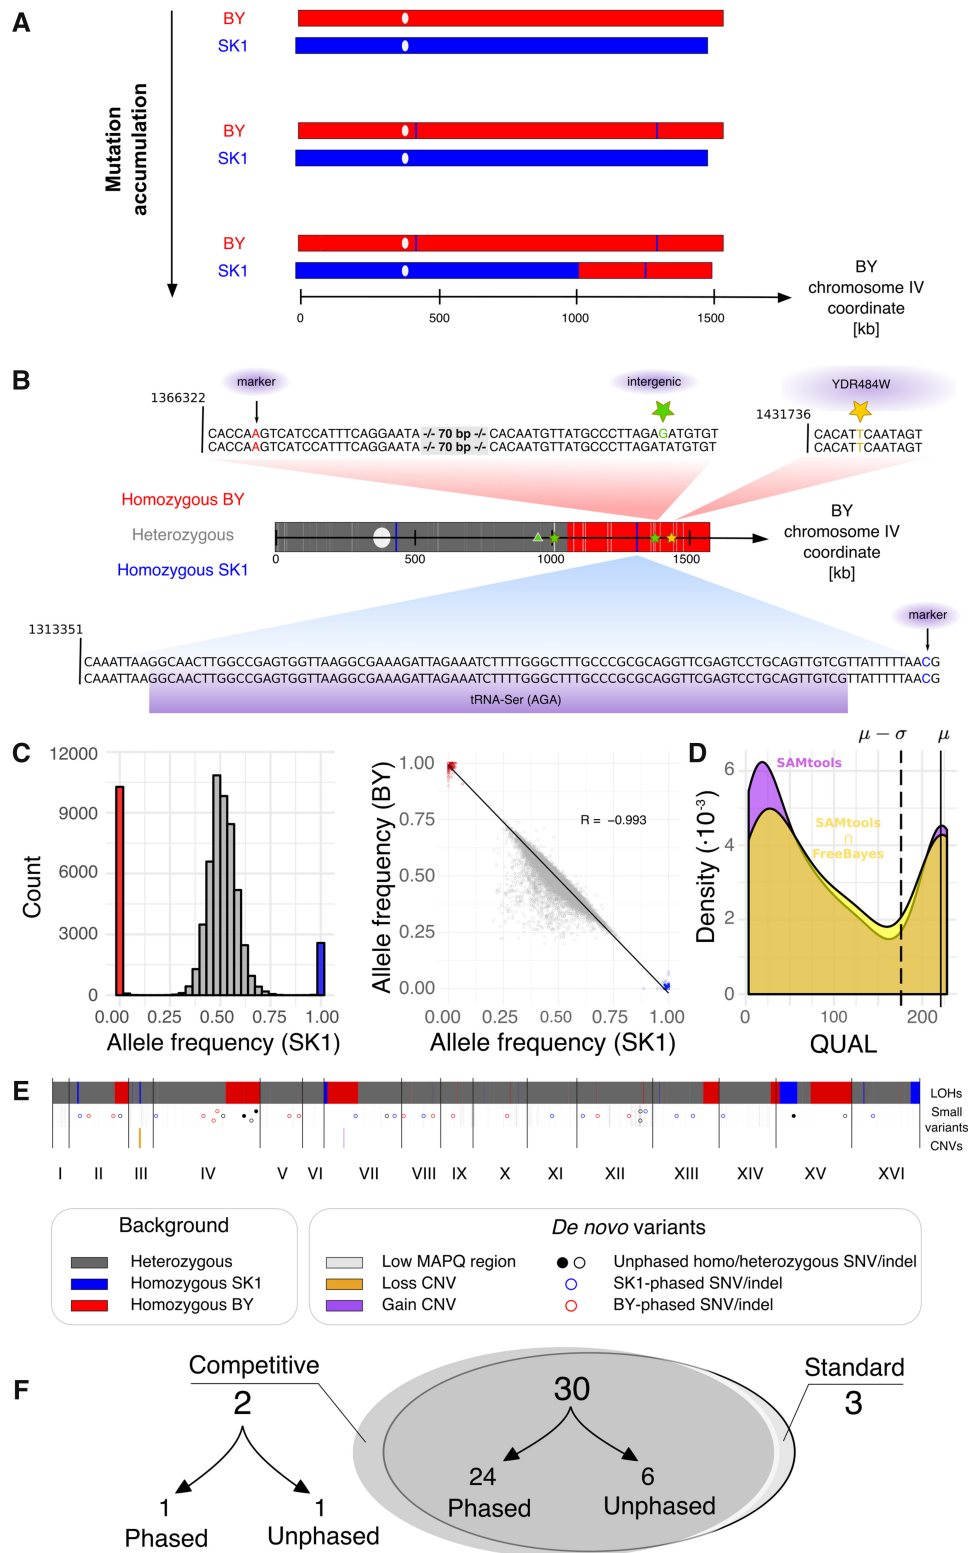 A
BY
SK1
BY
SK1
BY
SK1
Mutation
accumulation
0
500
1000
1500
BY
chromosome IV
coordinate
[kb]
B
marker
intergenic
YDR484W
1366322
1431736
CACCAAGTCATCCATTTCAGGAATA -/- 70 bp -/- CACAATGTTATGCCCTTAGAGATGTGT
CACCAAGTCATCCATTTCAGGAATA -/- 70 bp -/- CACAATGTTATGCCCTTAGATATGTGT
CACATTCAATAGT
CACATTCAATAGT
Homozygous BY
Heterozygous
Homozygous SK1
0
500
1000
1500
BY
chromosome IV
coordinate
[kb]
marker
1313351
CAAATTAAGGCAACTTGGCCGAGTGGTTAAGGCGAAAGATTAGAAATCTTTTGGGCTTTGCCCGCGCAGGTTCGAGTCCTGCAGTTGTCGTTATTTTTAACG
CAAATTAAGGCAACTTGGCCGAGTGGTTAAGGCGAAAGATTAGAAATCTTTTGGGCTTTGCCCGCGCAGGTTCGAGTCCTGCAGTTGTCGTTATTTTTAACG
tRNA-Ser (AGA)
C
12000
9000
6000
3000
0
Count
0.00
0.25
0.50
0.75
1.00
Allele frequency (SK1)
1.00
0.75
0.50
0.25
0.00
Allele frequency (BY)
R = −0.993
0.00
0.25
0.50
0.75
1.00
Allele frequency (SK1)
D
μ − σ
μ
SAMtools
SAMtools
∩
FreeBayes
6
4
2
0
Density (·10⁻³)
0
100
200
QUAL
E
LOHs
Small
variants
CNVs
I II III IV V VI VII VIII IX X XI XII XIII XIV XV XVI
Background
Heterozygous
Homozygous SK1
Homozygous BY
De novo variants
Low MAPQ region
Loss CNV
Gain CNV
Unphased homo/heterozygous SNV/indel
SK1-phased SNV/indel
BY-phased SNV/indel
F
Competitive
2
1
Phased
1
Unphased
30
24
Phased
6
Unphased
Standard
3